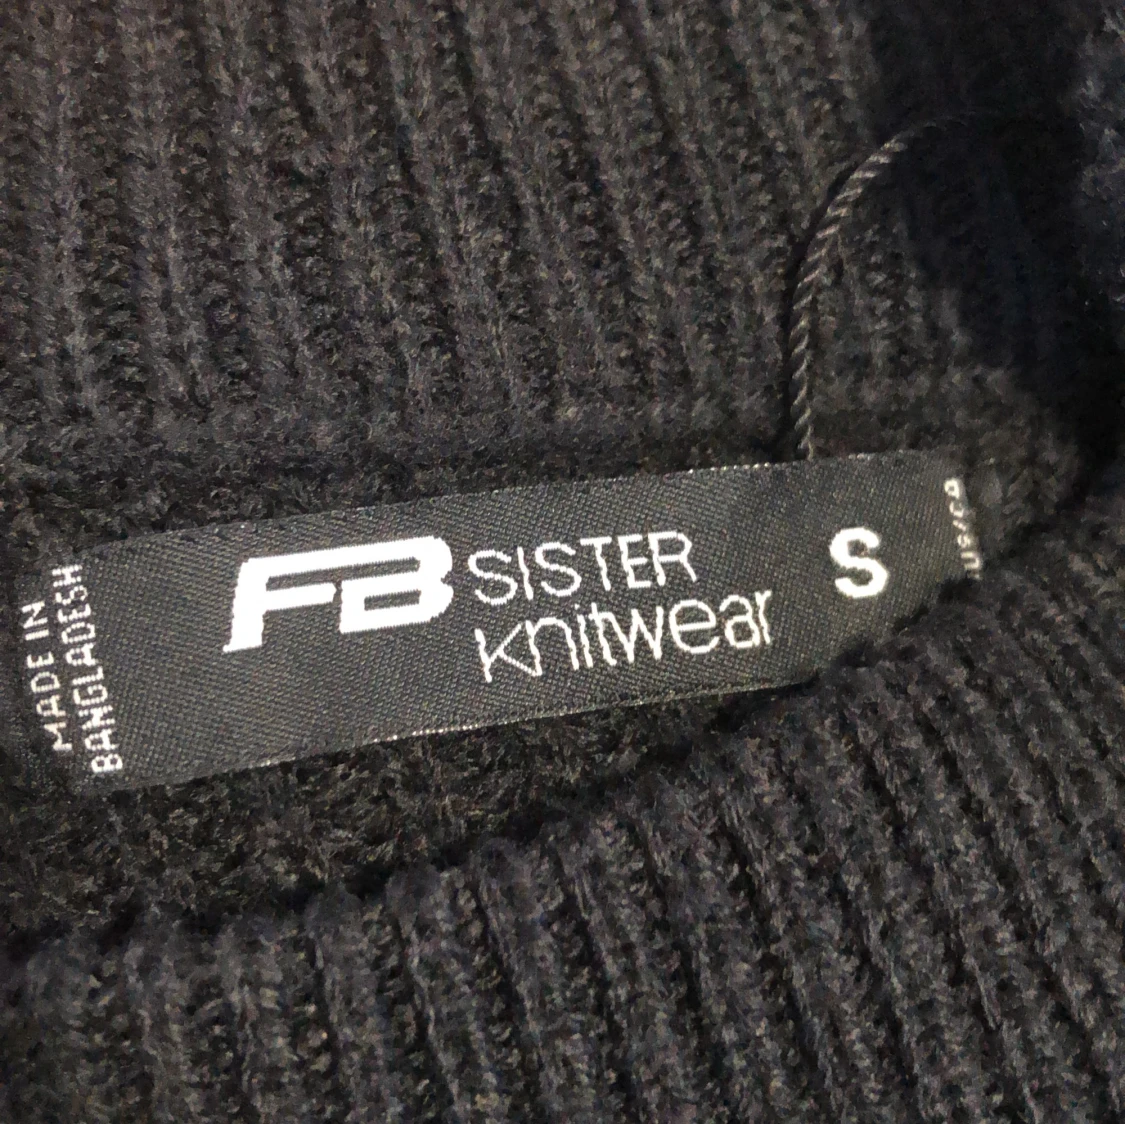 MADE IN
BANGLADESH
FB SISTER
knitwear
S